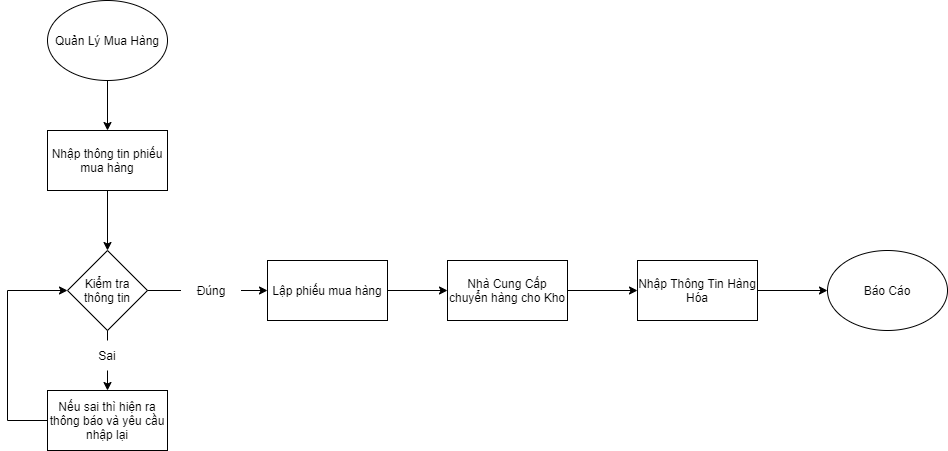 Quản Lý Mua Hàng
Nhập thông tin phiếu
mua hàng
Kiểm tra
thông tin
Đúng
Lập phiếu mua hàng
Nhà Cung Cấp
chuyển hàng cho Kho
Nhập Thông Tin Hàng
Hóa
Báo Cáo
Sai
Nếu sai thì hiện ra
thông báo và yêu cầu
nhập lại